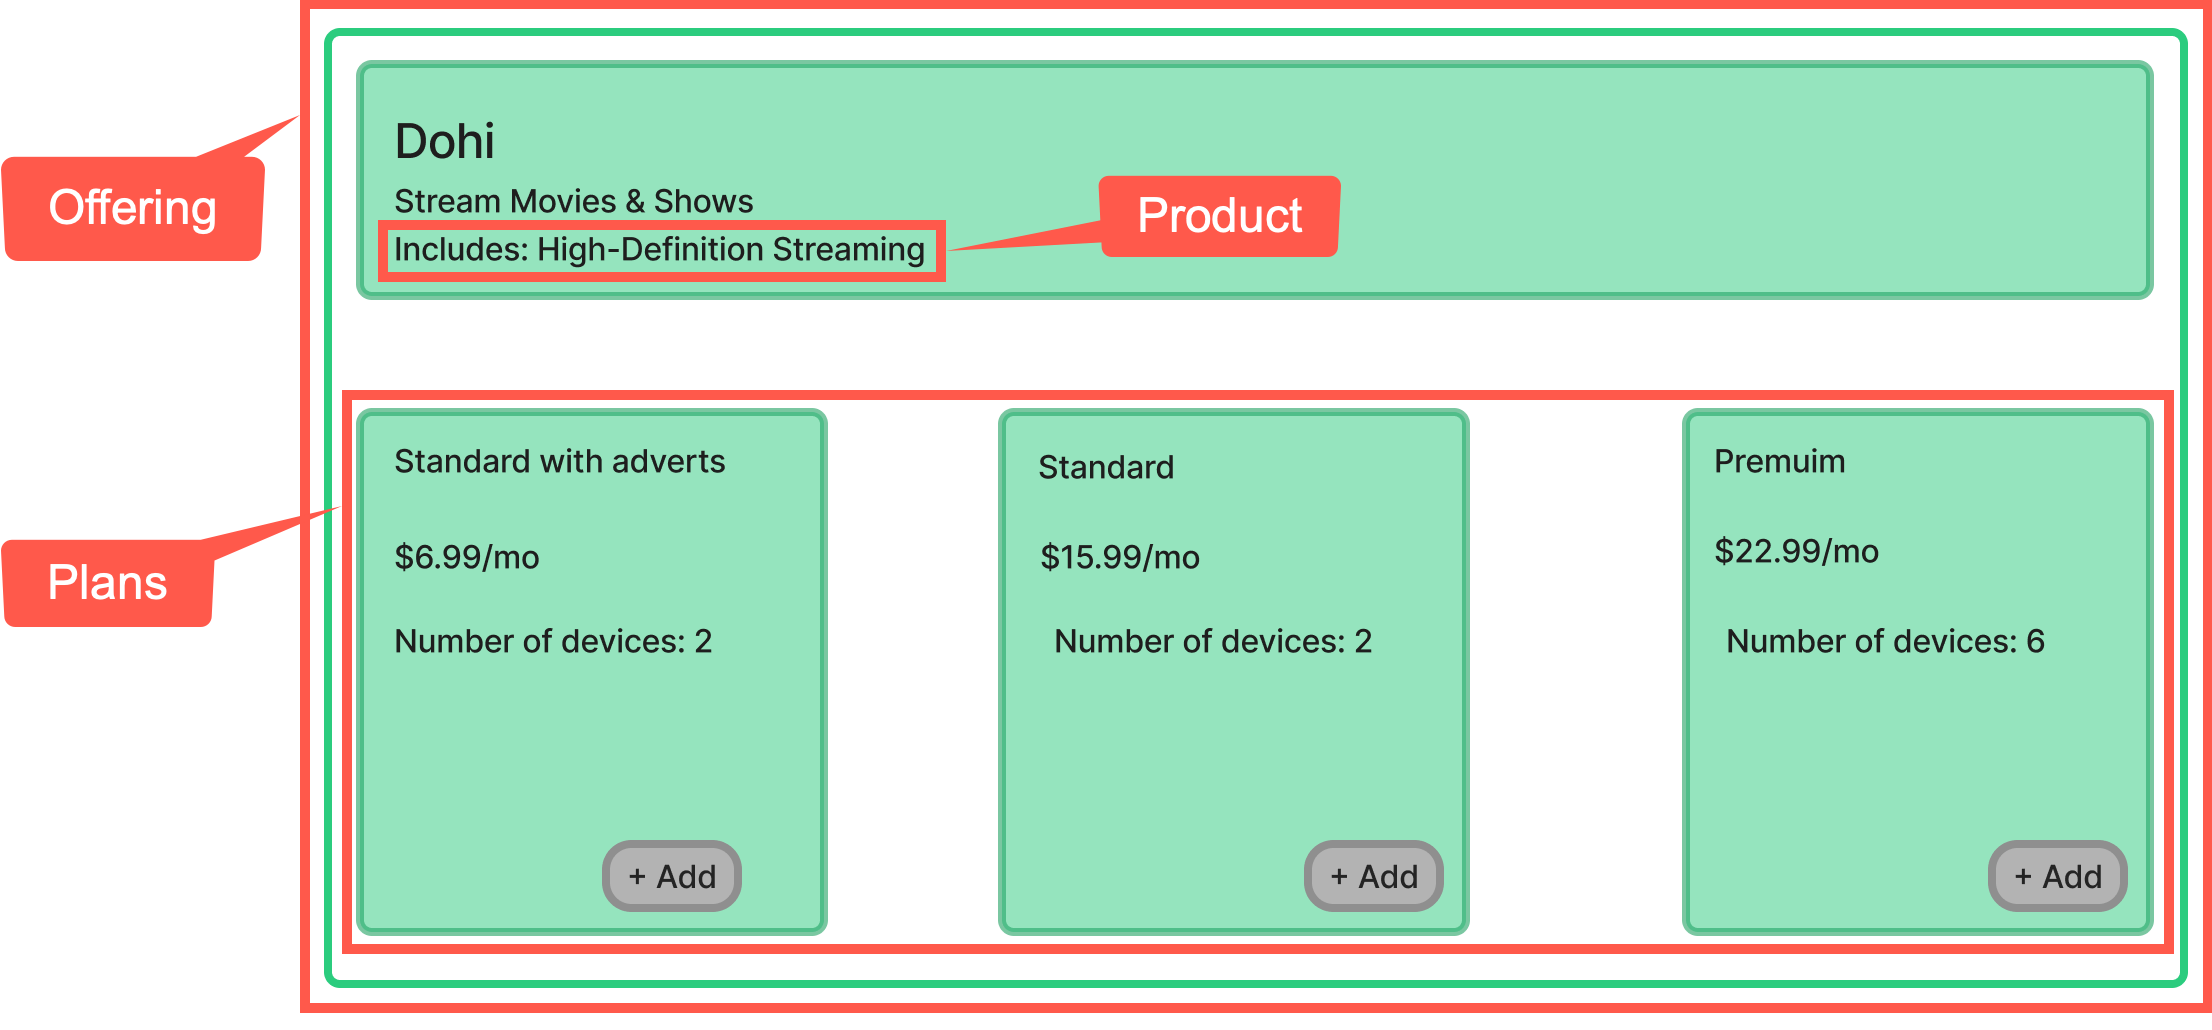 Offering
Dohi
Stream Movies & Shows
Includes: High-Definition Streaming
Product
Plans
Standard with adverts
$6.99/mo
Number of devices: 2
+ Add
Standard
$15.99/mo
Number of devices: 2
+ Add
Premuim
$22.99/mo
Number of devices: 6
+ Add